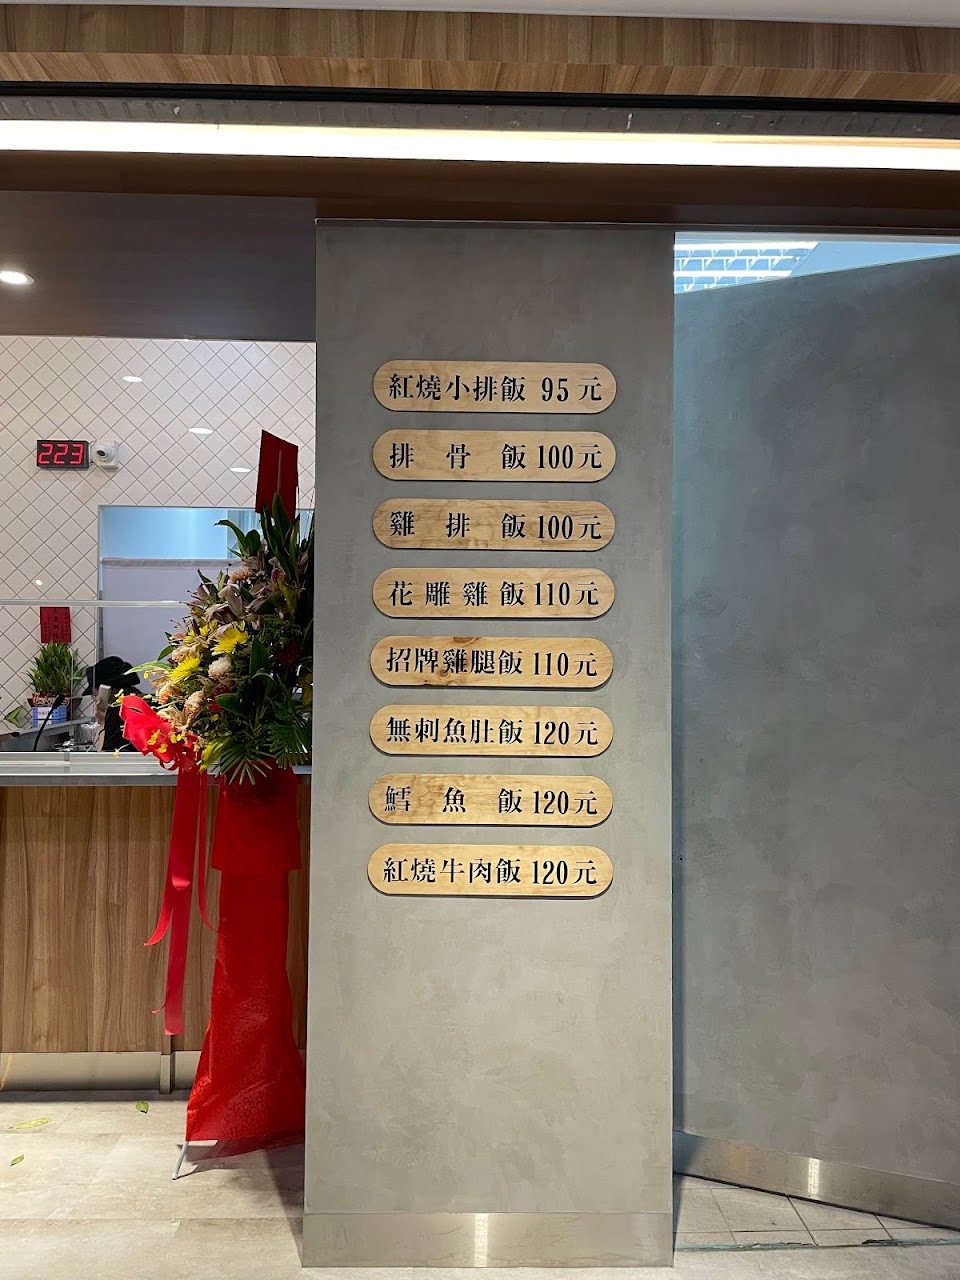 紅燒小排飯 95元
排骨飯 100元
雞排飯 100元
花雕雞飯 110元
招牌雞腿飯 110元
無刺魚肚飯 120元
鱈魚飯 120元
紅燒牛肉飯 120元
223